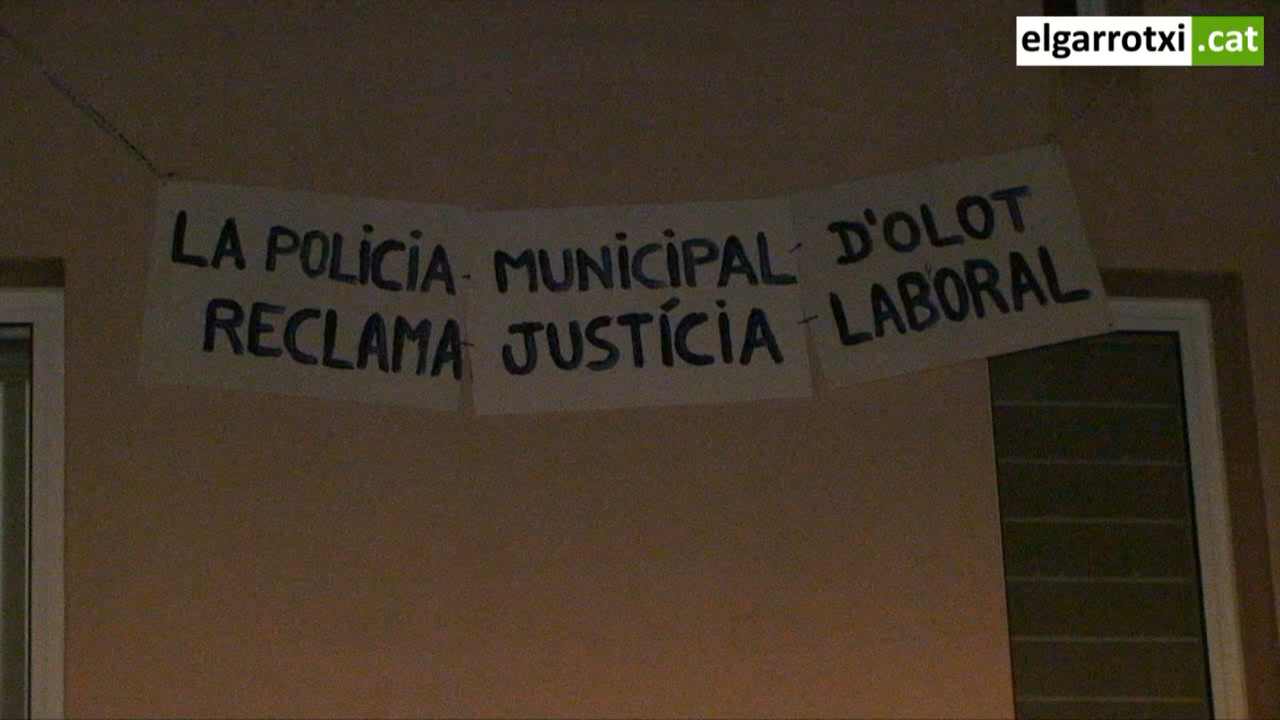 elgarrotxi.cat
LA POLICIA MUNICIPAL D'OLOT
RECLAMA JUSTÍCIA LABORAL